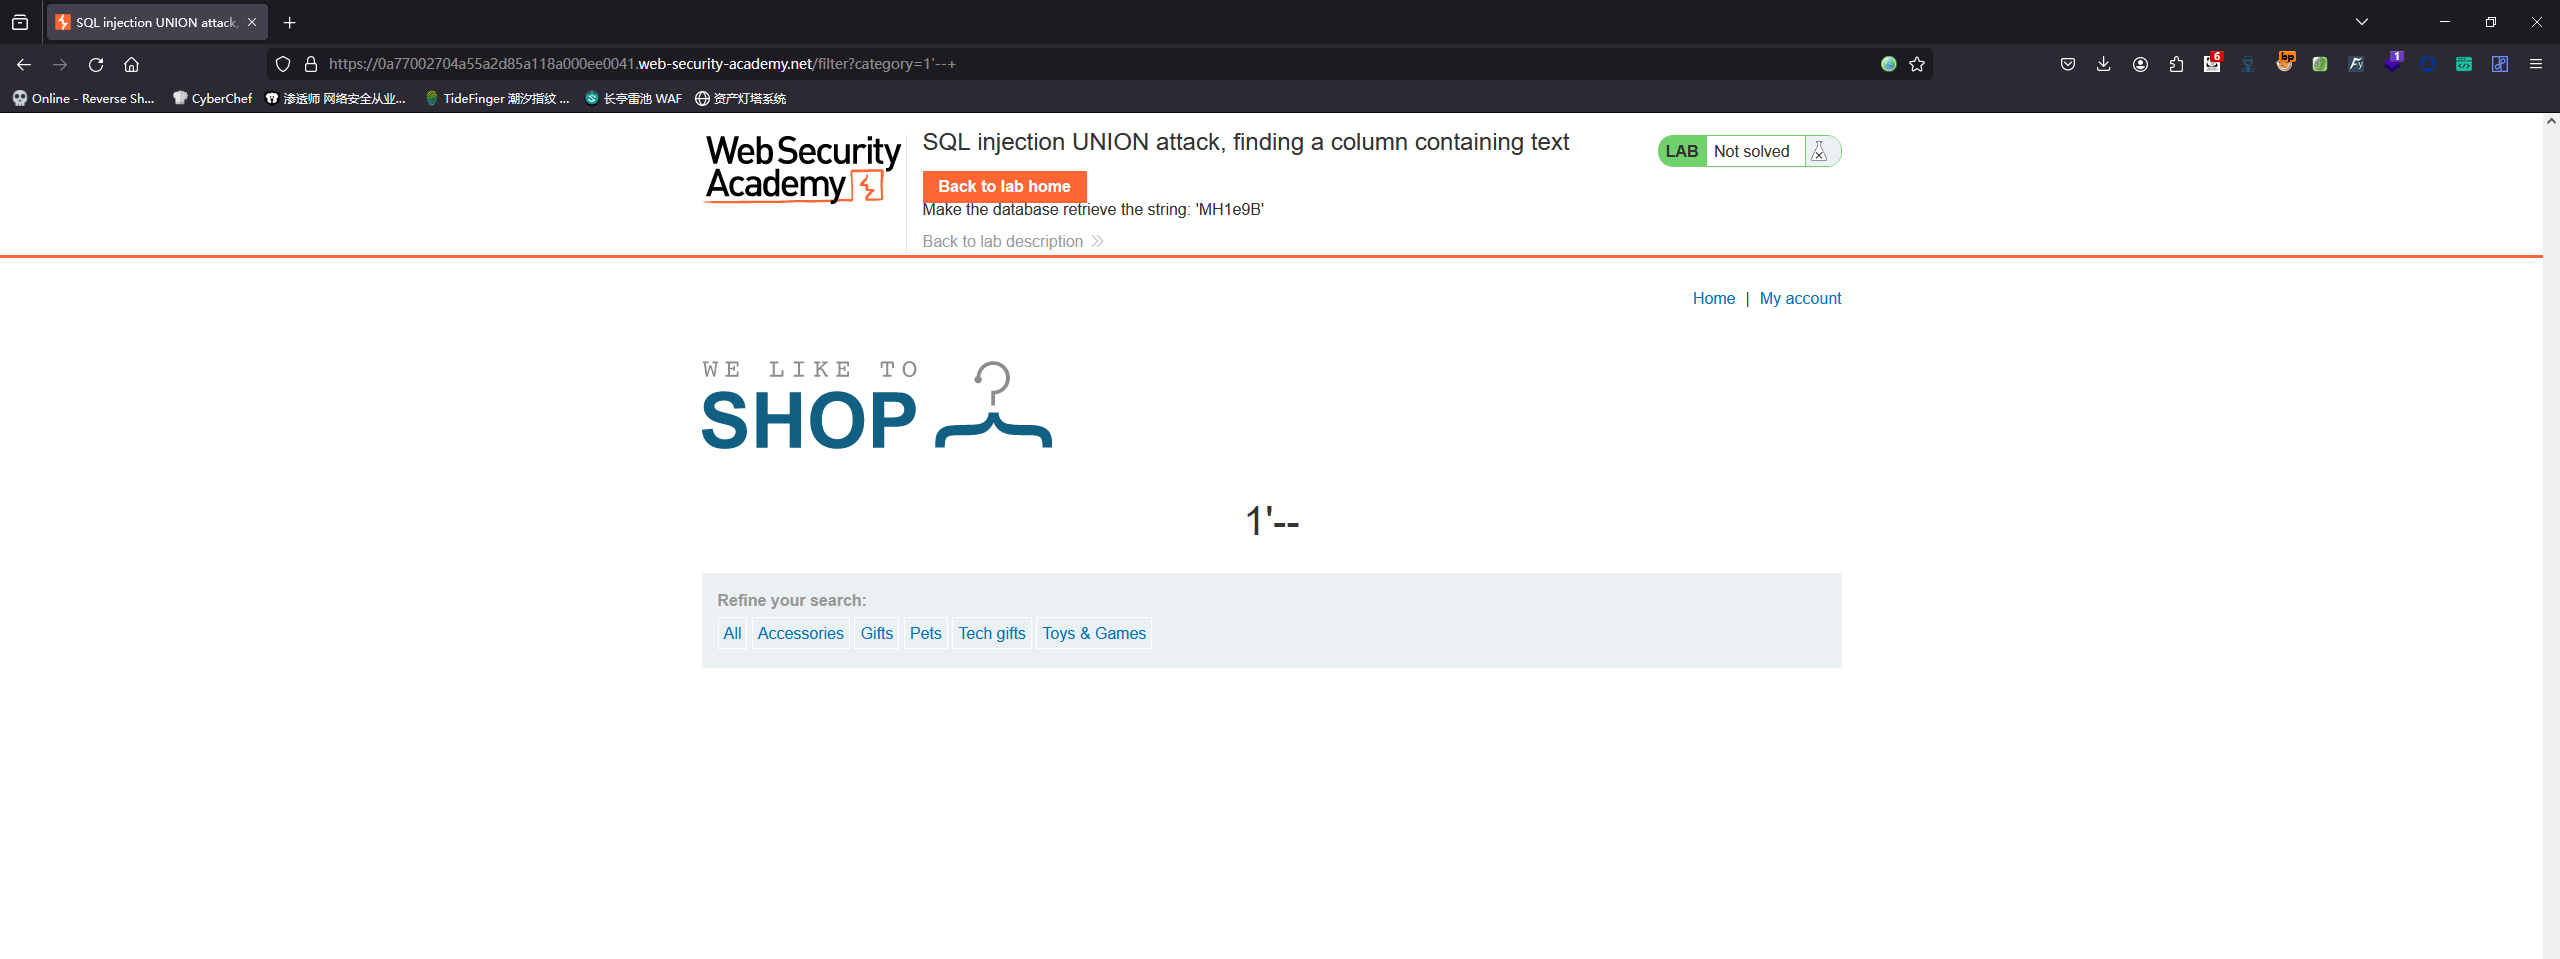 SQL injection UNION attack,
https://0a77002704a55a2d85a118a000ee0041.web-security-academy.net/filter?category=1'--+
6
bp
1
Online - Reverse Sh...
CyberChef
渗透师 网络安全从业...
TideFinger 潮汐指纹 ...
长亭雷池 WAF
资产灯塔系统
Web Security
Academy
SQL injection UNION attack, finding a column containing text
LAB Not solved
Back to lab home
Make the database retrieve the string: 'MH1e9B'
Back to lab description
Home | My account
WE LIKE TO
SHOP
1'--
Refine your search:
All Accessories Gifts Pets Tech gifts Toys & Games